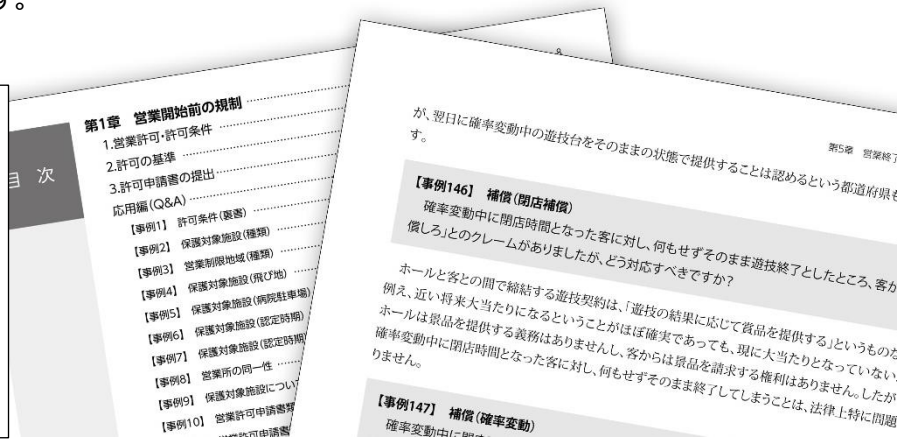 す。
目 次
第1章 営業開始前の規制
1.営業許可・許可条件
2.許可の基準
3.許可申請書の提出
応用編(Q&A)
【事例1】 許可条件(裏書)
【事例2】 保護対象施設(種類)
【事例3】 営業制限地域(種類)
【事例4】 保護対象施設(飛び地)
【事例5】 保護対象施設(病院駐車場)
【事例6】 保護対象施設(認定時期)
【事例7】 保護対象施設(認定時期
【事例8】 営業所の同一性
【事例9】 保護対象施設につい
【事例10】 営業許可申請書類
営業許可申請書
第5章 営業終了
が、翌日に確率変動中の遊技台をそのままの状態で提供することは認めるという都道府県も
す。
【事例146】 補償(閉店補償)
確率変動中に閉店時間となった客に対し、何もせずそのまま遊技終了としたところ、客か
償しろ」とのクレームがありましたが、どう対応すべきですか?
ホールと客との間で締結する遊技契約は、「遊技の結果に応じて賞品を提供する」というものな
例え、近い将来大当たりになるということがほぼ確実であっても、現に大当たりとなっていない
ホールは景品を提供する義務はありませんし、客からは景品を請求する権利はありません。したが
確率変動中に閉店時間となった客に対し、何もせずそのまま終了してしまうことは、法律上特に問題
りません。
【事例147】 補償(確率変動)
確率変動中に閉店